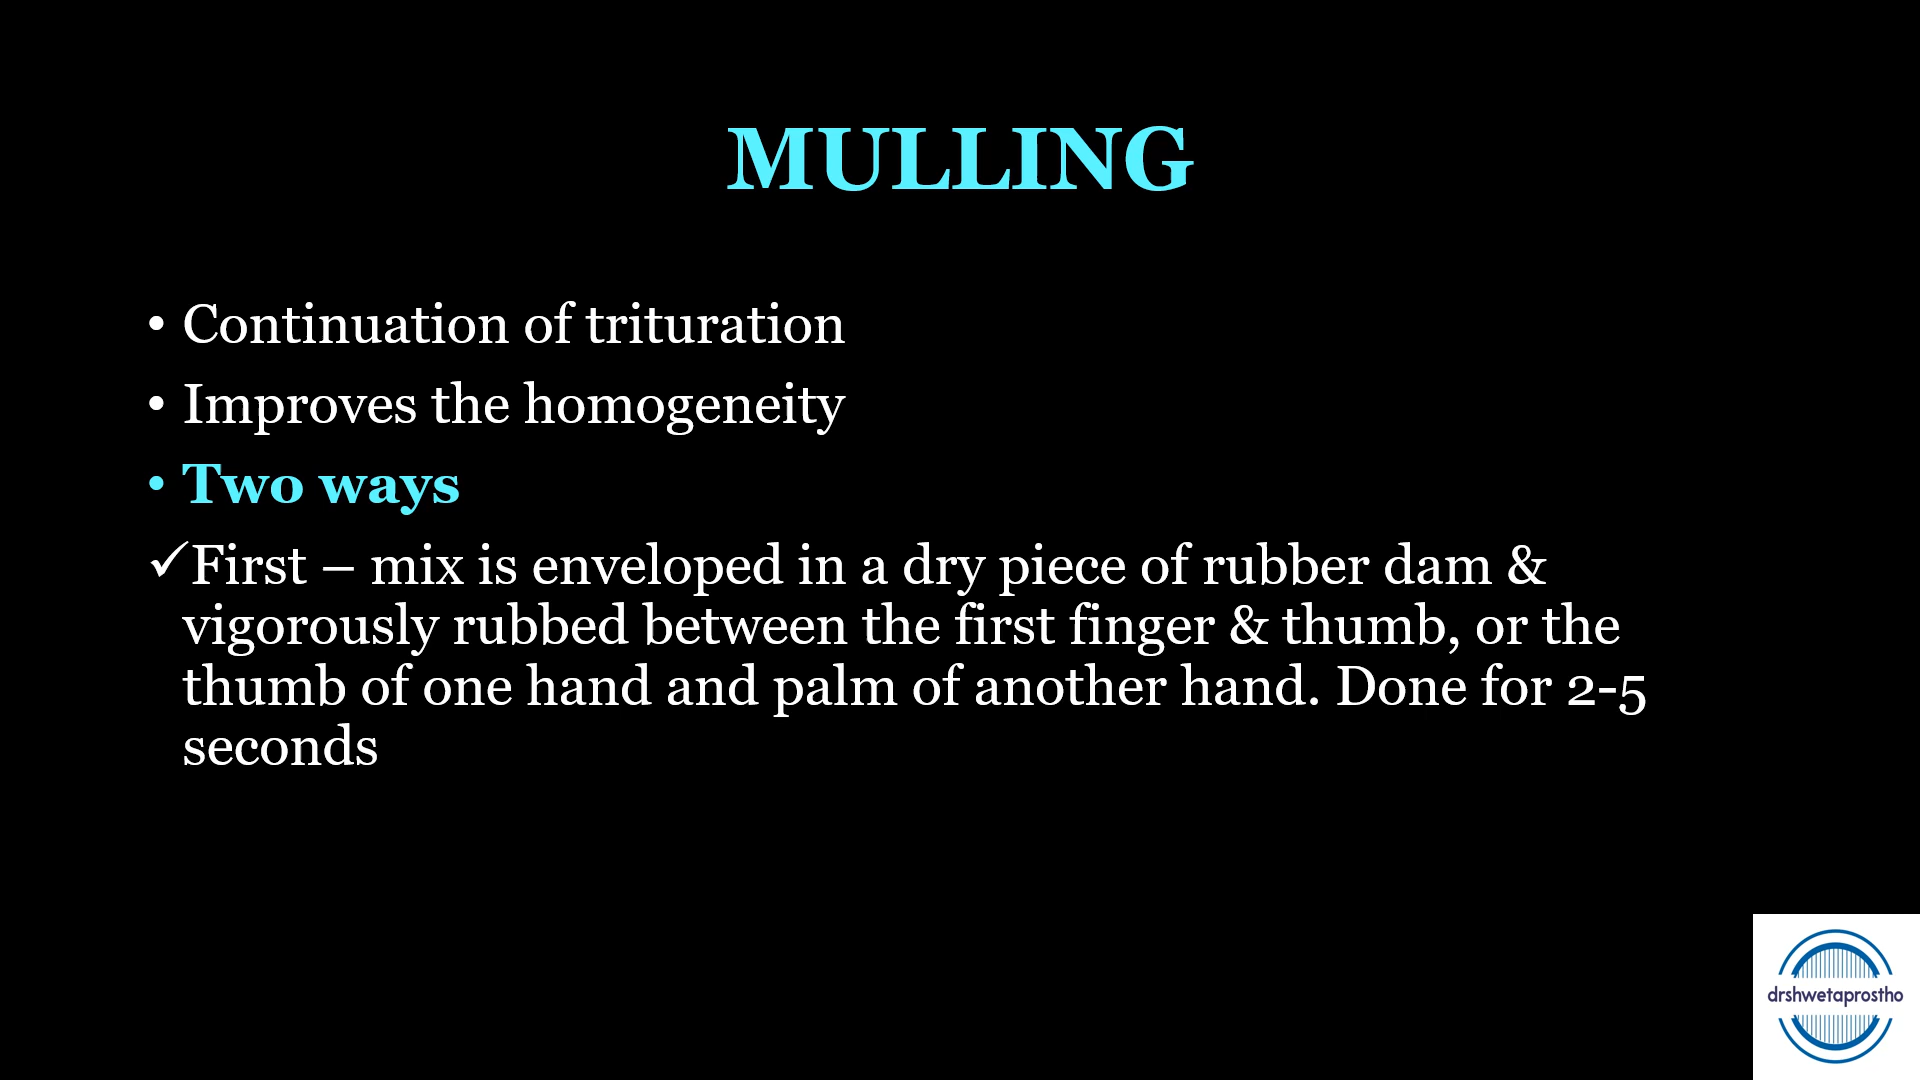 MULLING
• Continuation of trituration
• Improves the homogeneity
• Two ways
✓First – mix is enveloped in a dry piece of rubber dam &
vigorously rubbed between the first finger & thumb, or the
thumb of one hand and palm of another hand. Done for 2-5
seconds
drshwetaprostho